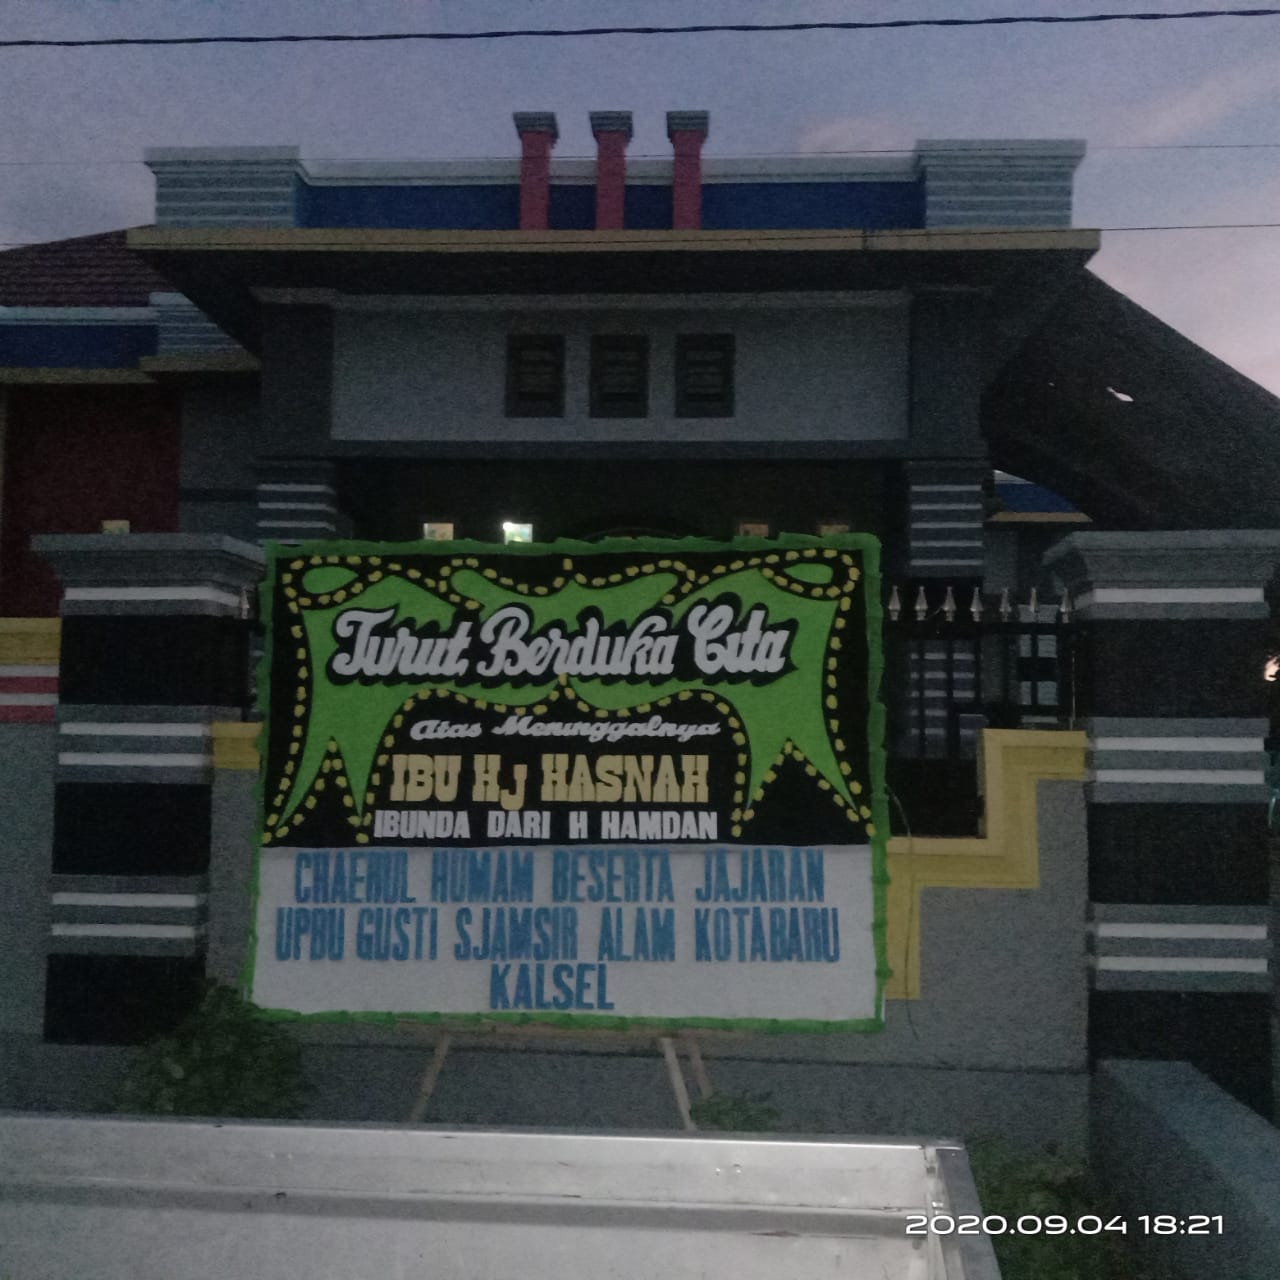 Turut Berduka Cita
Atas Meninggalnya
IBU Hj HASNAH
IBUNDA DARI H HAMDAN
CHAERUL HUMAM BESERTA JAJARAN
UPBU GUSTI SJAMSIR ALAM KOTABARU
KALSEL
2020.09.04 18:21